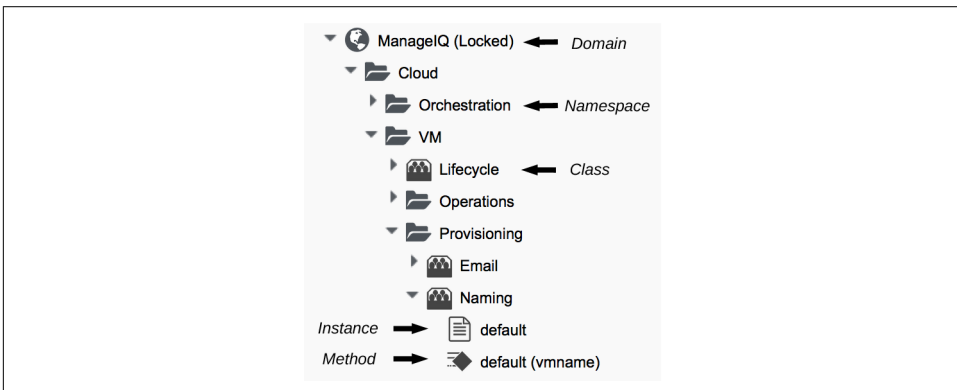 ManageIQ (Locked) Domain
Cloud
Orchestration Namespace
VM
Lifecycle Class
Operations
Provisioning
Email
Naming
Instance default
Method default (vmname)